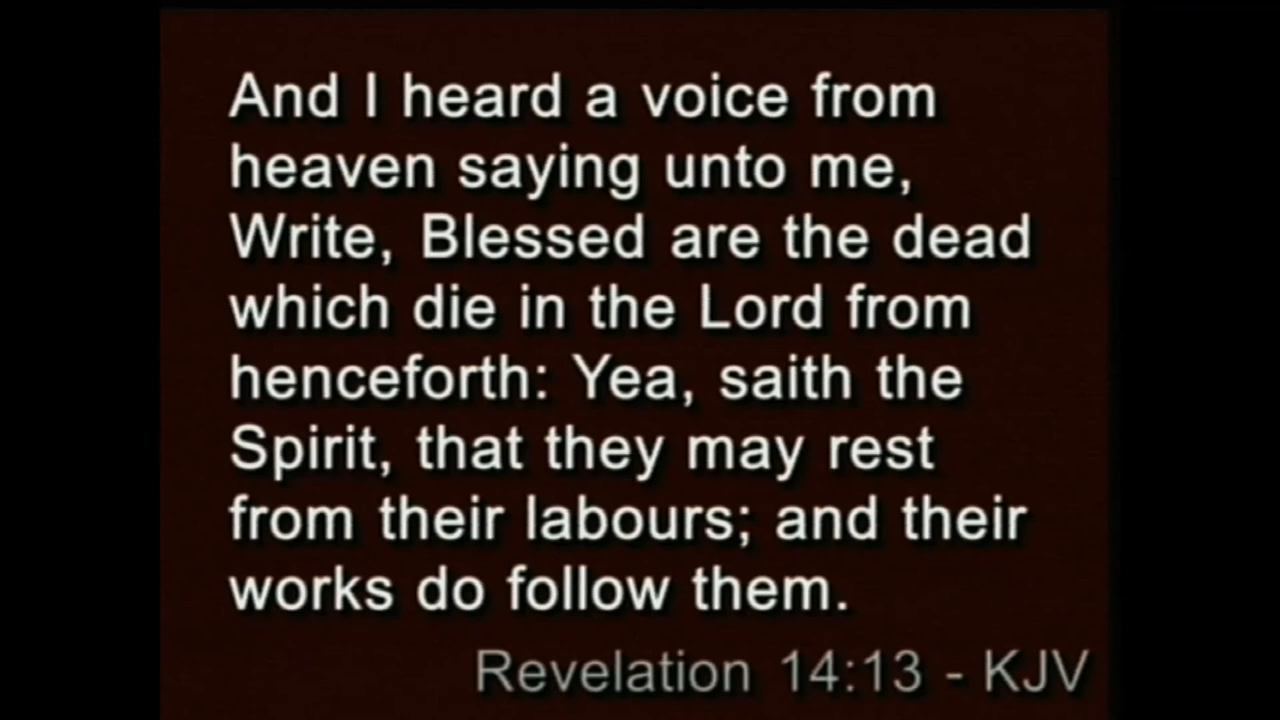 And I heard a voice from
heaven saying unto me,
Write, Blessed are the dead
which die in the Lord from
henceforth: Yea, saith the
Spirit, that they may rest
from their labours; and their
works do follow them.
Revelation 14:13 - KJV